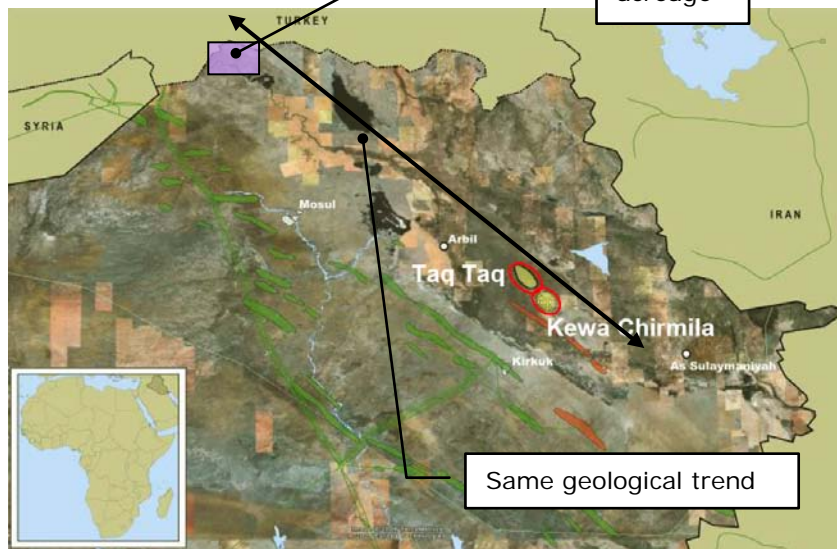 acreage
TURKEY
SYRIA
IRAN
Mosul
Arbil
Taq Taq
Kewa Chirmila
Kirkuk
As Sulaymaniyah
Same geological trend